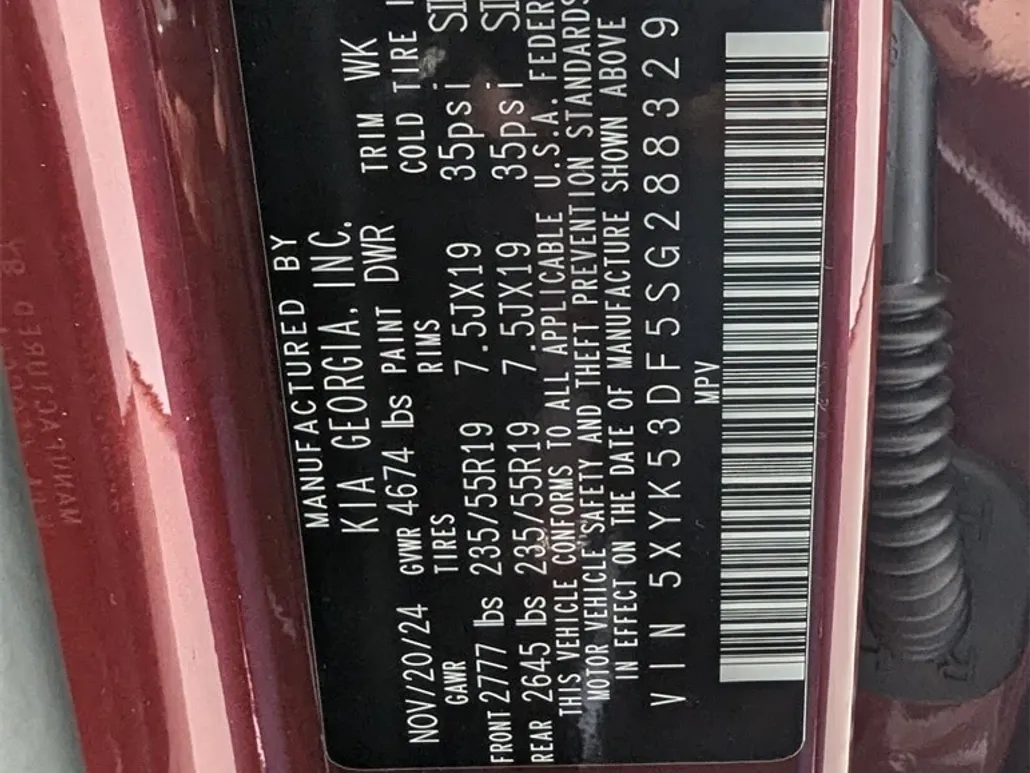 MANUFACTURED BY
KIA GEORGIA, INC.
NOV/20/24 GVWR 4674 lbs PAINT DWR TRIM WK
GAWR TIRES RIMS COLD TIRE
FRONT 2777 lbs 235/55R19 7.5JX19 35psi
REAR 2645 lbs 235/55R19 7.5JX19 35psi
THIS VEHICLE CONFORMS TO ALL APPLICABLE U.S.A. FEDER
MOTOR VEHICLE SAFETY AND THEFT PREVENTION STANDARDS
IN EFFECT ON THE DATE OF MANUFACTURE SHOWN ABOVE
VIN 5XYK53DF5SG288329
MPV